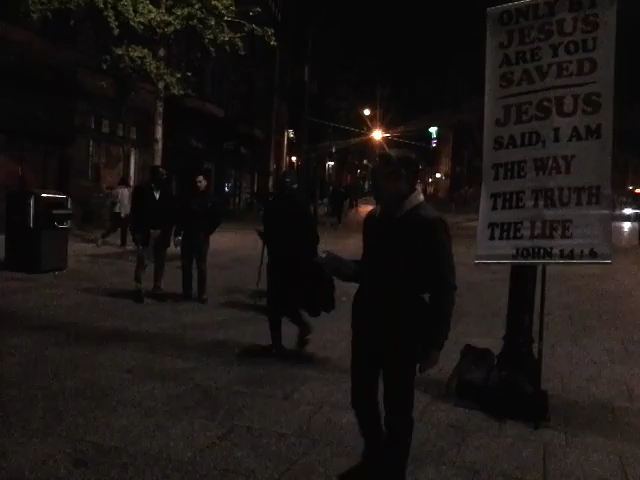 ONLY BY
JESUS
ARE YOU
SAVED
JESUS
SAID, I AM
THE WAY
THE TRUTH
THE LIFE
JOHN 14:6